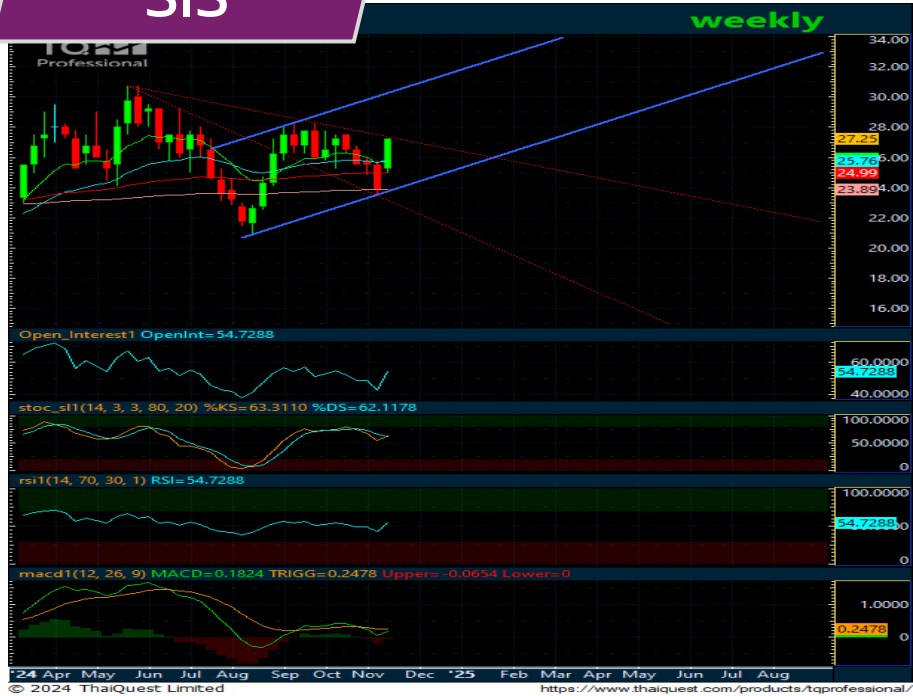 SIS
weekly
TQ
Professional
34.00
32.00
30.00
28.00
27.25
25.76
24.99
23.89
22.00
20.00
18.00
16.00
Open_Interest1 OpenInt=54.7288
60.0000
54.7288
40.0000
stoc_sl1(14, 3, 3, 80, 20) %KS=63.3110 %DS=62.1178
100.0000
50.0000
0
rsi1(14, 70, 30, 1) RSI=54.7288
100.0000
54.7288
0
macd1(12, 26, 9) MACD=0.1824 TRIGG=0.2478 Upper=-0.0654 Lower=0
1.0000
0.2478
0
'24 Apr May Jun Jul Aug Sep Oct Nov Dec '25 Feb Mar Apr May Jun Jul Aug
© 2024 ThaiQuest Limited https://www.thaiquest.com/products/tqprofessional/